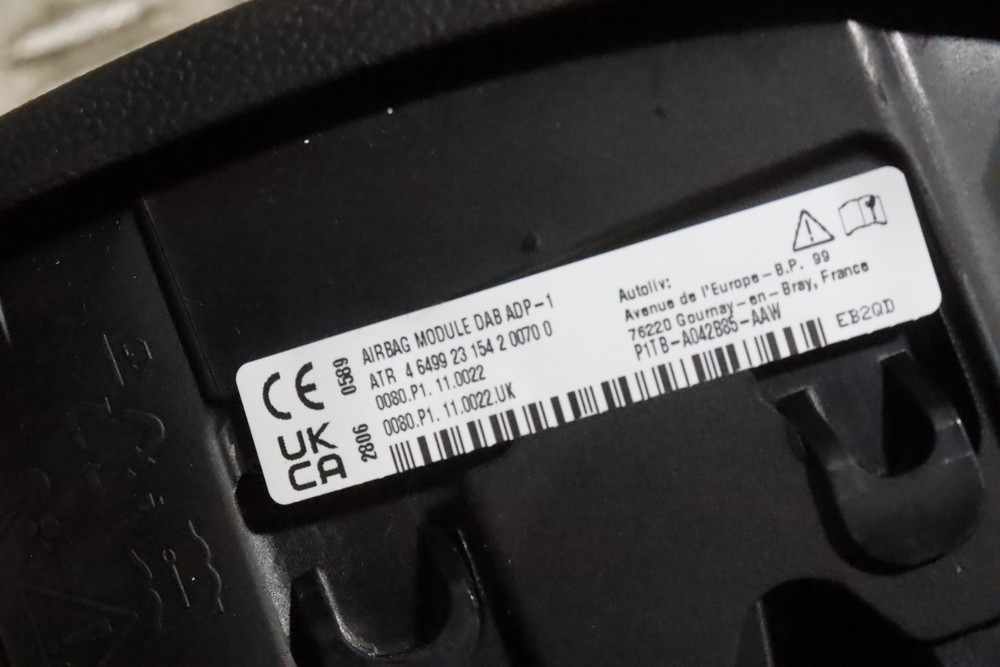 CE 0589
UK
CA 2806
AIRBAG MODULE DAB ADP-1
ATR 4 6499 23 154 2 0070 0
0080.P1. 11.0022
0080.P1. 11.0022.UK
Autoliv:
Avenue de l'Europe - B.P. 99
76220 Gournay-en-Bray, France
P1TB-A042B85-AAW
EB2QD